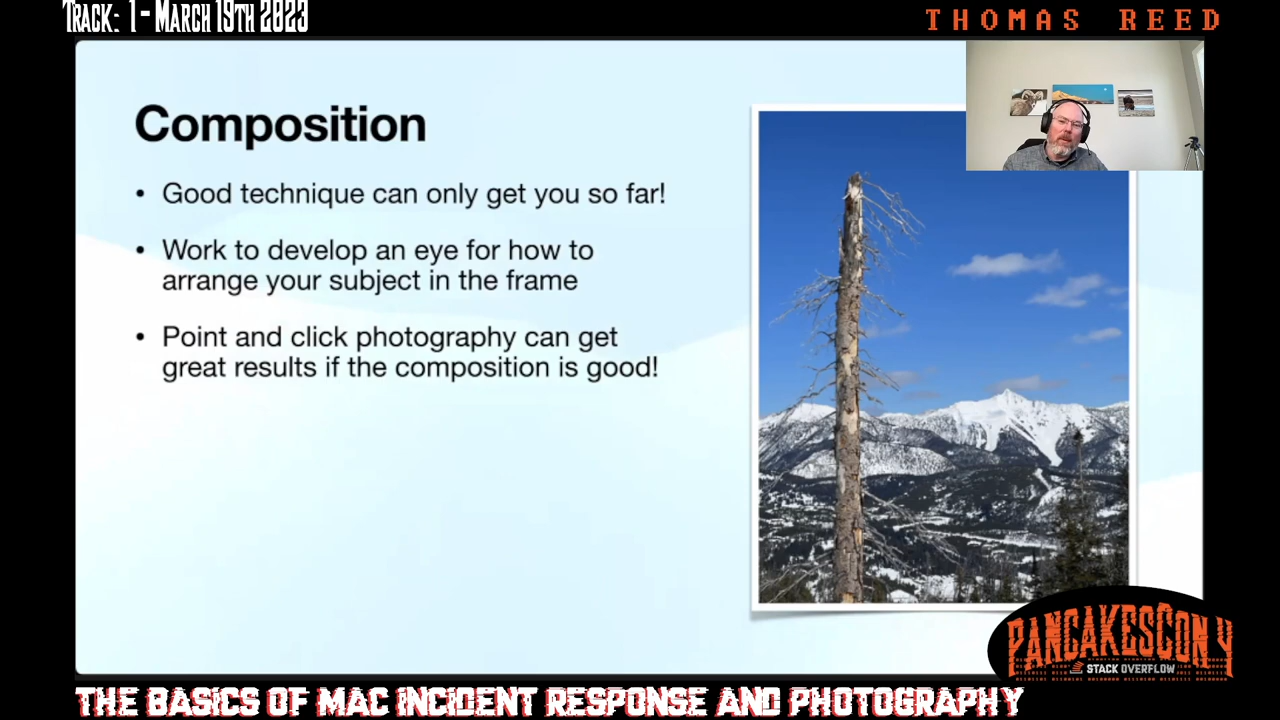 TRACK: 1 - MARCH 19TH 2023
THOMAS REED
Composition
• Good technique can only get you so far!
• Work to develop an eye for how to
arrange your subject in the frame
• Point and click photography can get
great results if the composition is good!
PANCAKESCON 4
STACK OVERFLOW
THE BASICS OF MAC INCIDENT RESPONSE AND PHOTOGRAPHY